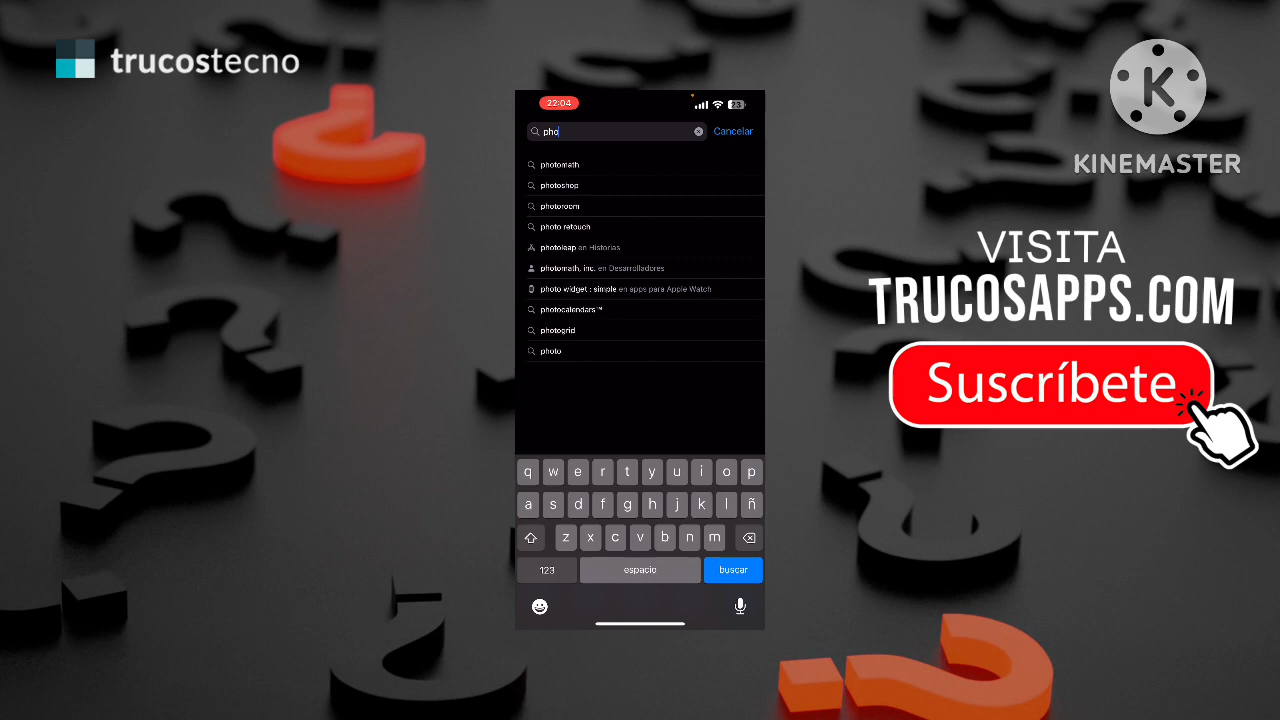 trucostecno
22:04
23
pho
Cancelar
photomath
photoshop
photoroom
photo retouch
photoleap en Historias
photomath, inc. en Desarrolladores
photo widget : simple en apps para Apple Watch
photocalendars™
photogrid
photo
q w e r t y u i o p
a s d f g h j k l ñ
z x c v b n m
123 espacio buscar
K
KINEMASTER
VISITA
TRUCOSAPPS.COM
Suscríbete